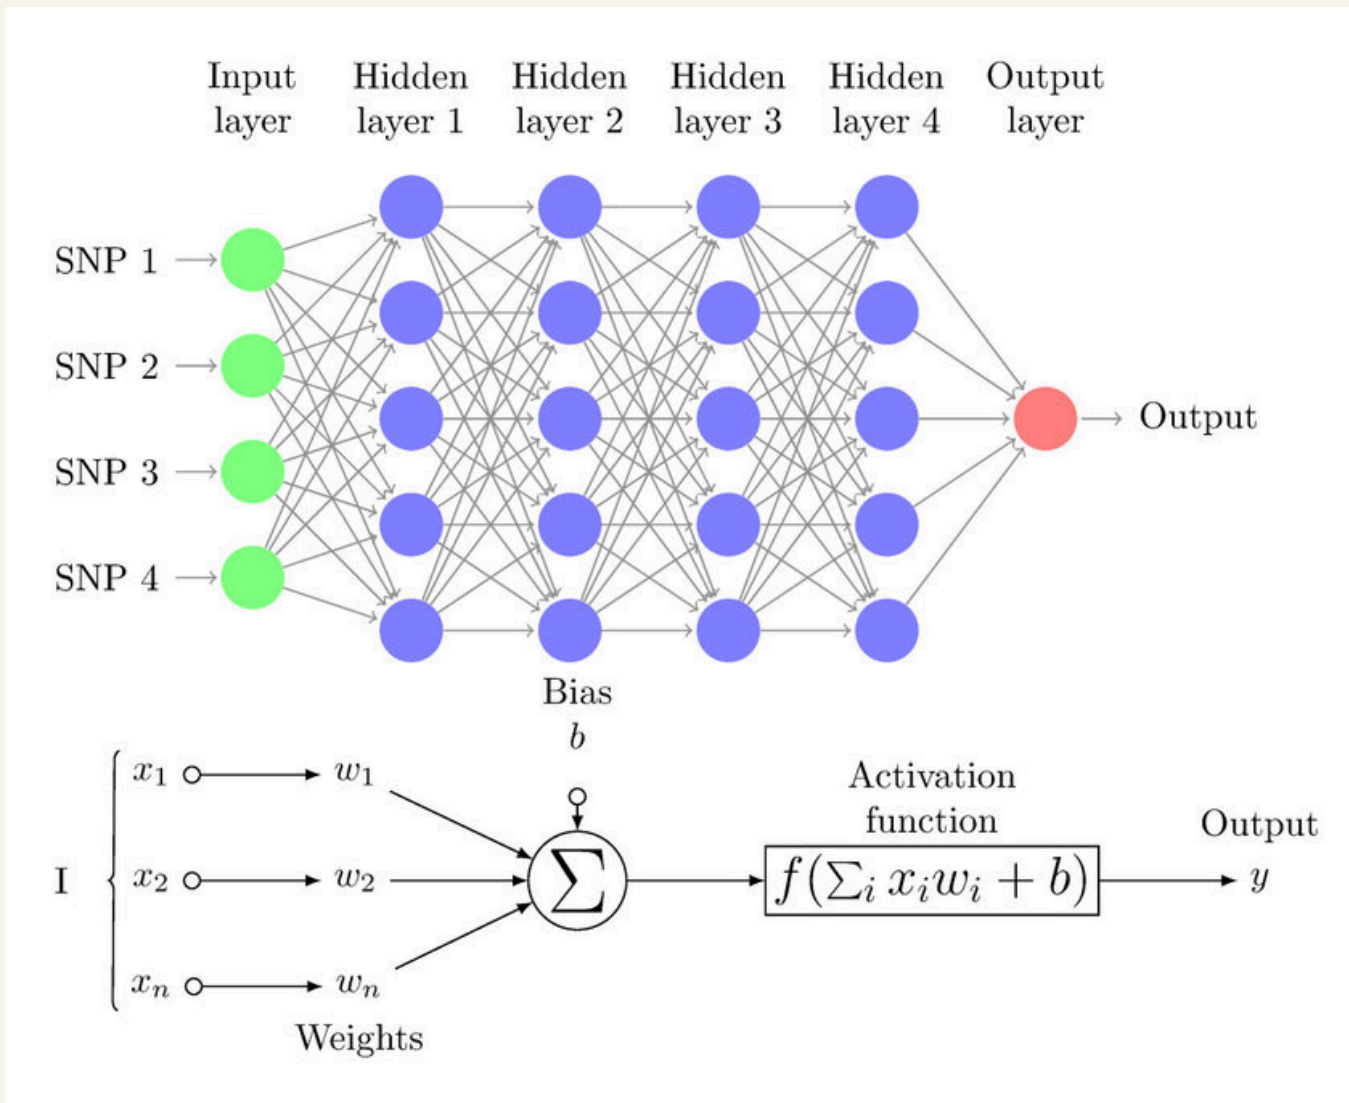 Input layer
Hidden layer 1
Hidden layer 2
Hidden layer 3
Hidden layer 4
Output layer
SNP 1
SNP 2
SNP 3
SNP 4
Output
Bias
b
x₁ w₁
Activation
function
Output
I x₂ w₂ ∑ f(∑ᵢ xᵢwᵢ + b) y
xₙ wₙ
Weights